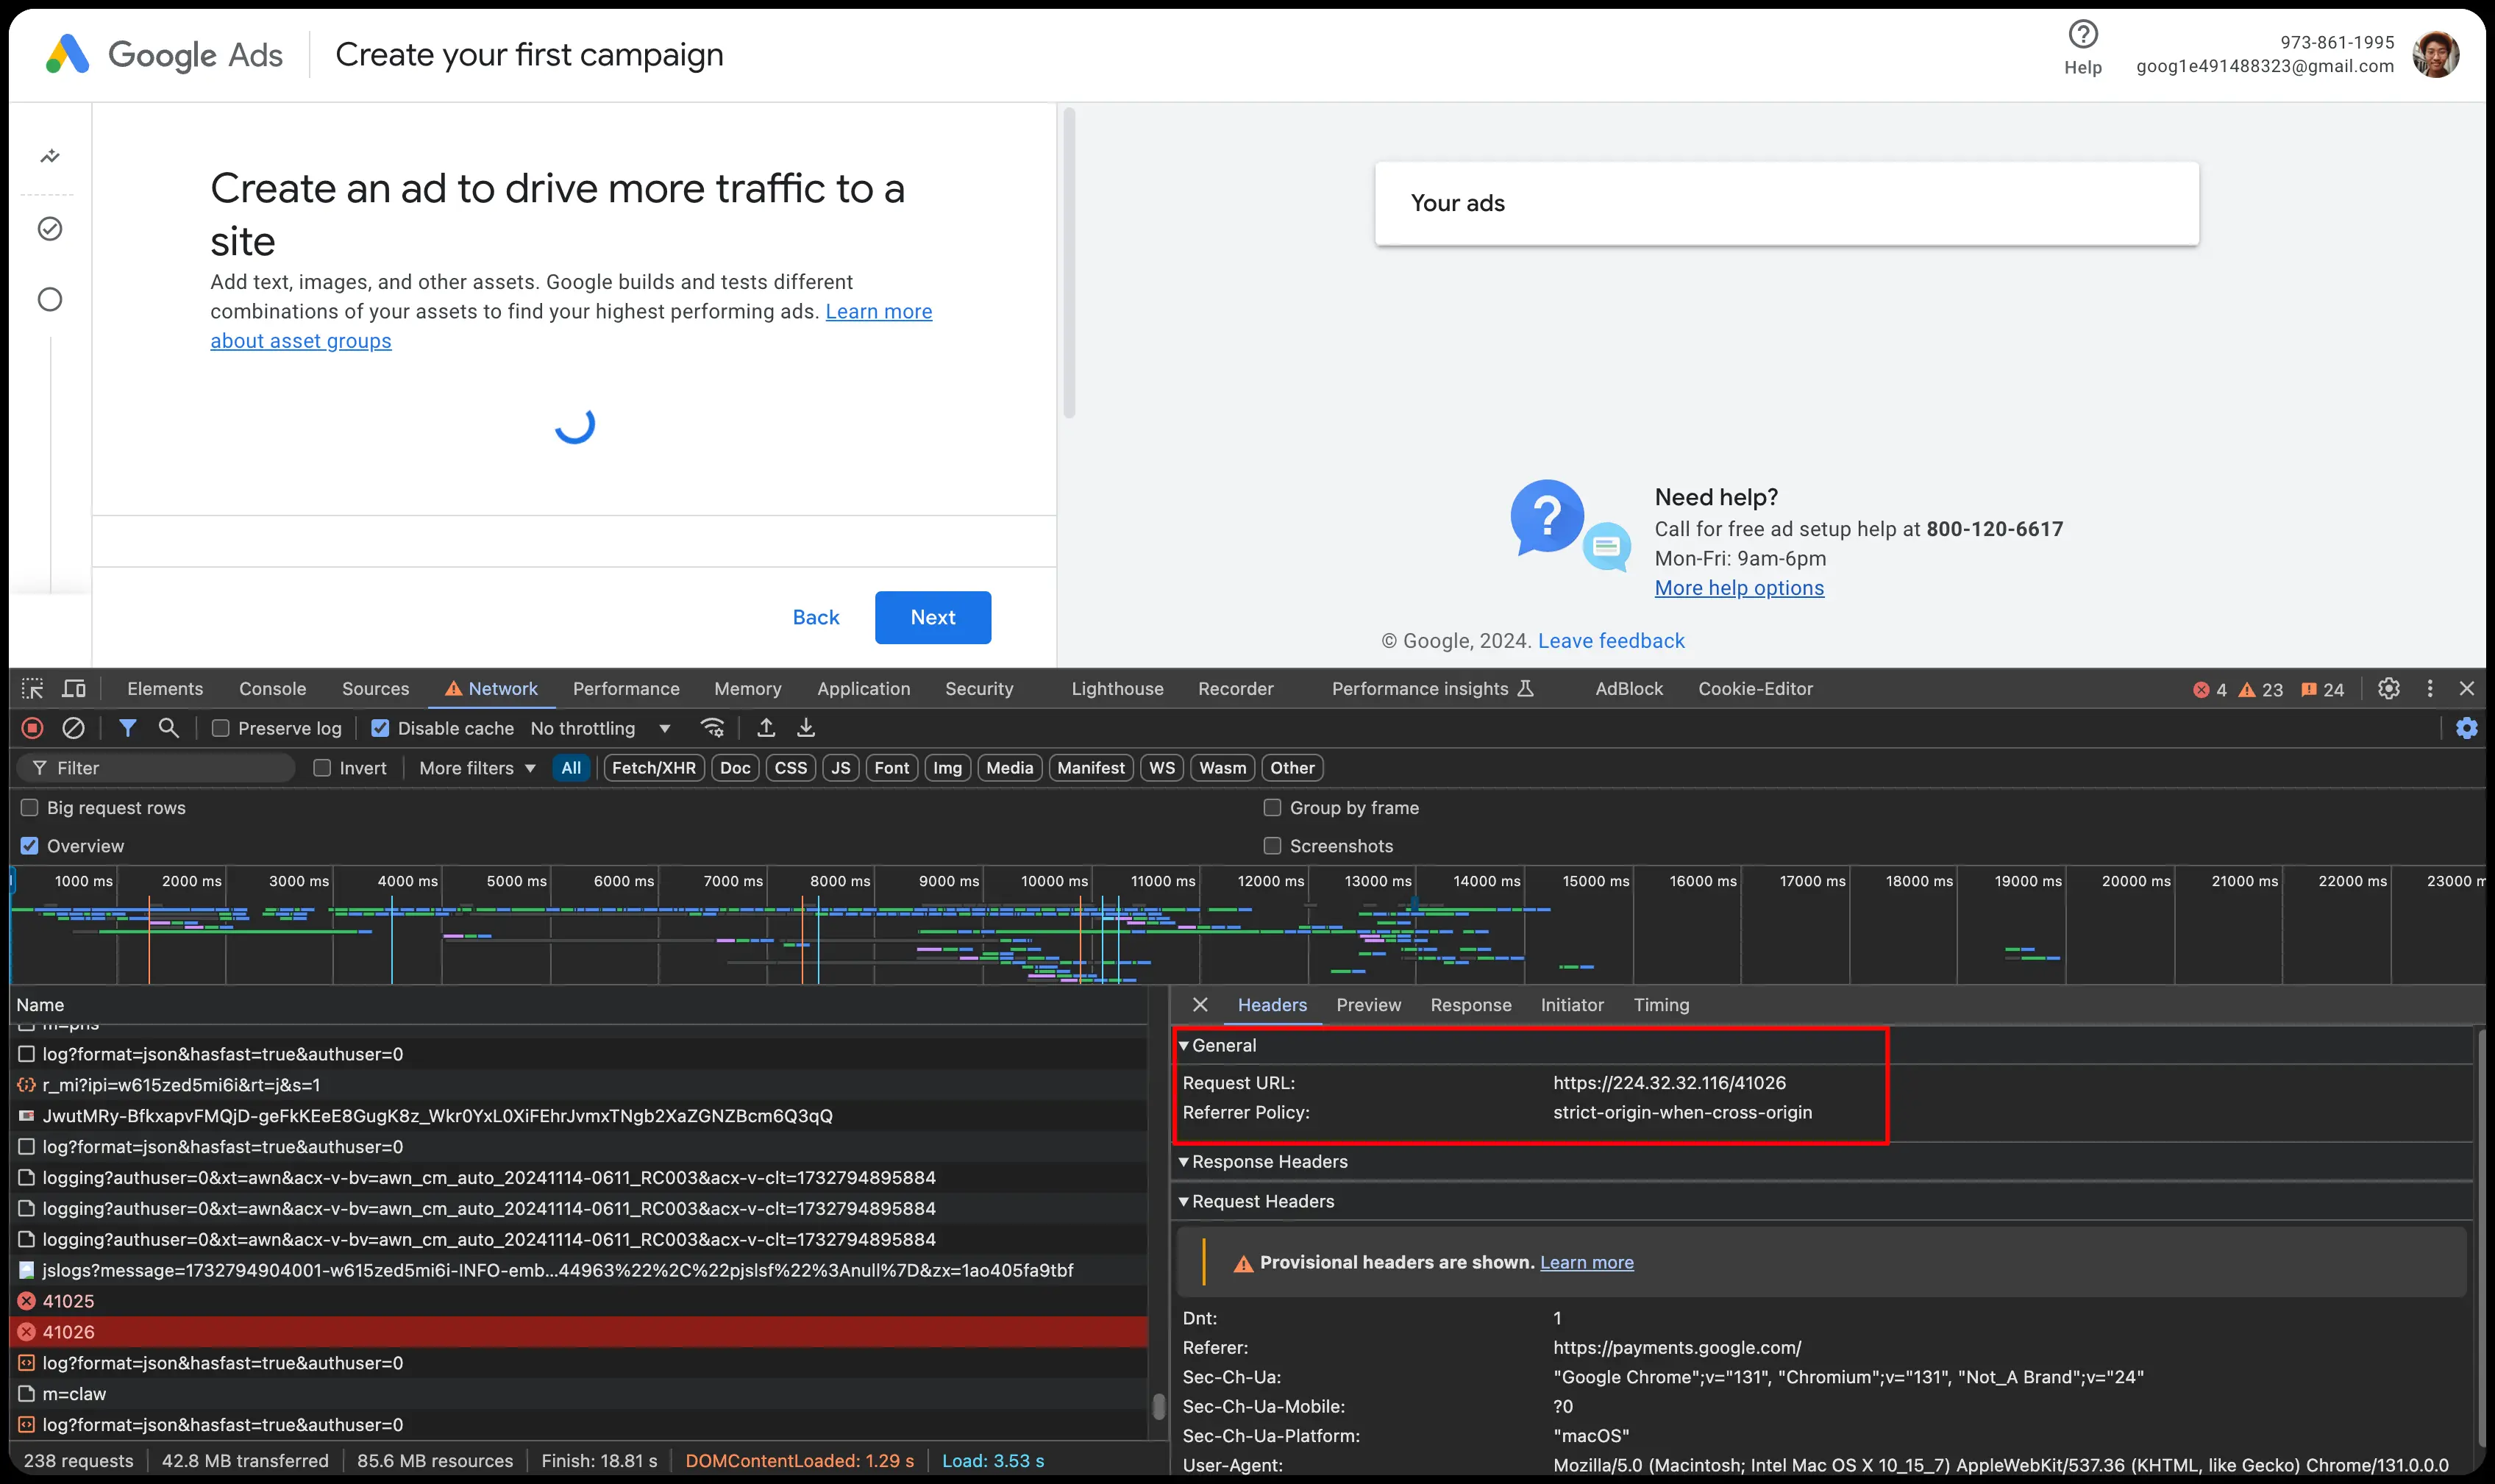 Google Ads
Create your first campaign
Help
973-861-1995
goog1e491488323@gmail.com
Create an ad to drive more traffic to a
site
Add text, images, and other assets. Google builds and tests different
combinations of your assets to find your highest performing ads. Learn more
about asset groups
Back
Next
Your ads
Need help?
Call for free ad setup help at 800-120-6617
Mon-Fri: 9am-6pm
More help options
© Google, 2024. Leave feedback
Elements Console Sources Network Performance Memory Application Security Lighthouse Recorder Performance insights AdBlock Cookie-Editor 4 23 24
Preserve log Disable cache No throttling
Filter Invert More filters All Fetch/XHR Doc CSS JS Font Img Media Manifest WS Wasm Other
Big request rows Group by frame
Overview Screenshots
1000 ms 2000 ms 3000 ms 4000 ms 5000 ms 6000 ms 7000 ms 8000 ms 9000 ms 10000 ms 11000 ms 12000 ms 13000 ms 14000 ms 15000 ms 16000 ms 17000 ms 18000 ms 19000 ms 20000 ms 21000 ms 22000 ms 23000 m
Name
log?format=json&hasfast=true&authuser=0
r_mi?ipi=w615zed5mi6i&rt=j&s=1
JwutMRy-BfkxapvFMQjD-geFkKEeE8GugK8z_Wkr0YxL0XiFEhrJvmxTNgb2XaZGNZBcm6Q3qQ
log?format=json&hasfast=true&authuser=0
logging?authuser=0&xt=awn&acx-v-bv=awn_cm_auto_20241114-0611_RC003&acx-v-clt=1732794895884
logging?authuser=0&xt=awn&acx-v-bv=awn_cm_auto_20241114-0611_RC003&acx-v-clt=1732794895884
logging?authuser=0&xt=awn&acx-v-bv=awn_cm_auto_20241114-0611_RC003&acx-v-clt=1732794895884
jslogs?message=1732794904001-w615zed5mi6i-INFO-emb...44963%22%2C%22pjslsf%22%3Anull%7D&zx=1ao405fa9tbf
41025
41026
log?format=json&hasfast=true&authuser=0
m=claw
log?format=json&hasfast=true&authuser=0
238 requests 42.8 MB transferred 85.6 MB resources Finish: 18.81 s DOMContentLoaded: 1.29 s Load: 3.53 s
Headers Preview Response Initiator Timing
General
Request URL: https://224.32.32.116/41026
Referrer Policy: strict-origin-when-cross-origin
Response Headers
Request Headers
Provisional headers are shown. Learn more
Dnt: 1
Referer: https://payments.google.com/
Sec-Ch-Ua: "Google Chrome";v="131", "Chromium";v="131", "Not_A Brand";v="24"
Sec-Ch-Ua-Mobile: ?0
Sec-Ch-Ua-Platform: "macOS"
User-Agent: Mozilla/5.0 (Macintosh; Intel Mac OS X 10_15_7) AppleWebKit/537.36 (KHTML, like Gecko) Chrome/131.0.0.0